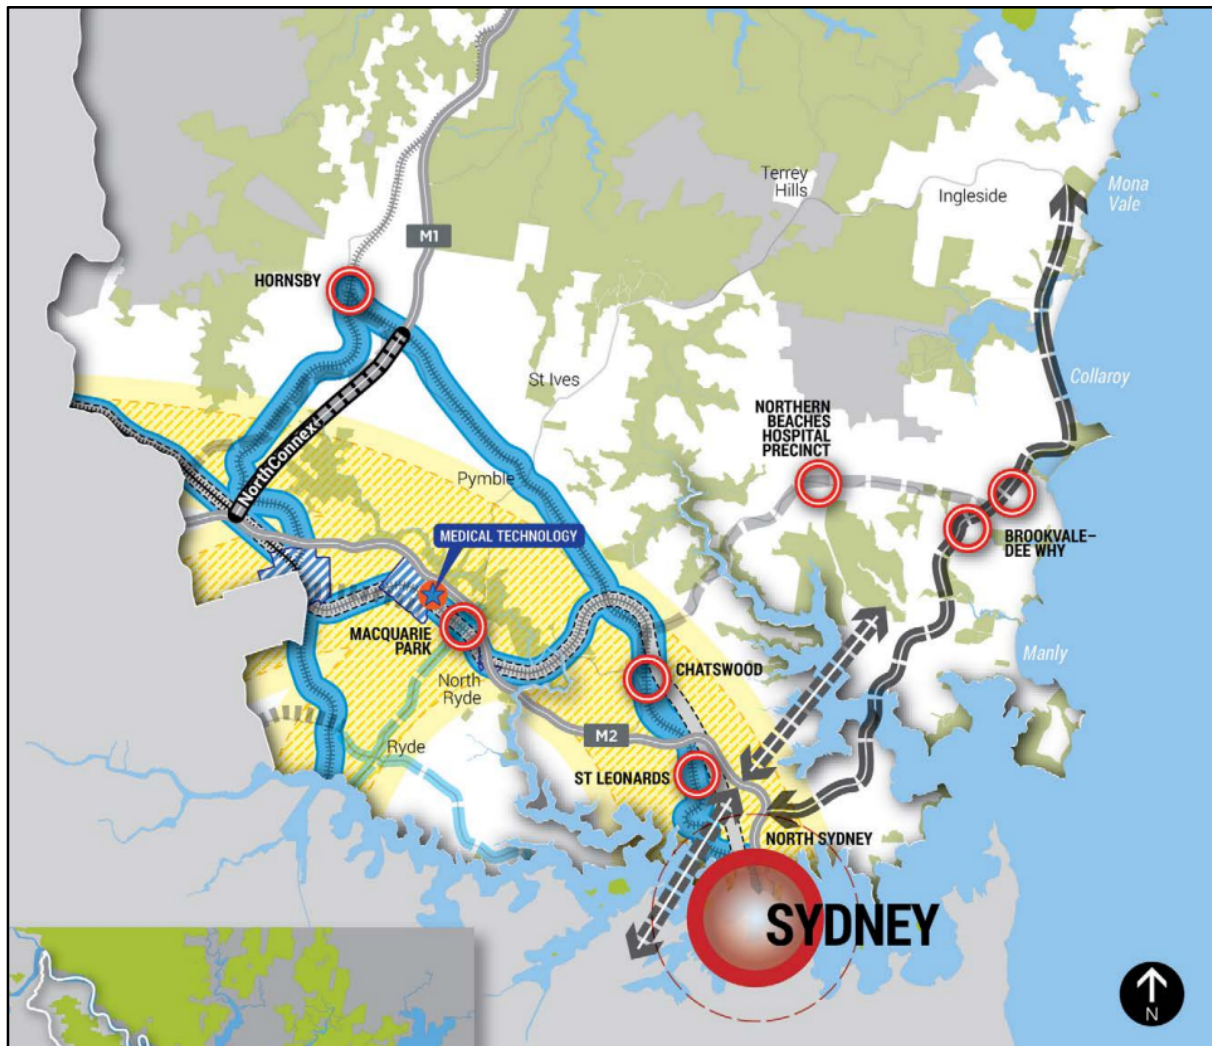 Terrey
Hills
Ingleside
Mona
Vale
M1
HORNSBY
St Ives
Collaroy
NORTHERN
BEACHES
HOSPITAL
PRECINCT
NorthConnex
Pymble
MEDICAL TECHNOLOGY
BROOKVALE–
DEE WHY
MACQUARIE
PARK
North
Ryde
CHATSWOOD
Manly
M2
Ryde
ST LEONARDS
NORTH SYDNEY
SYDNEY
N